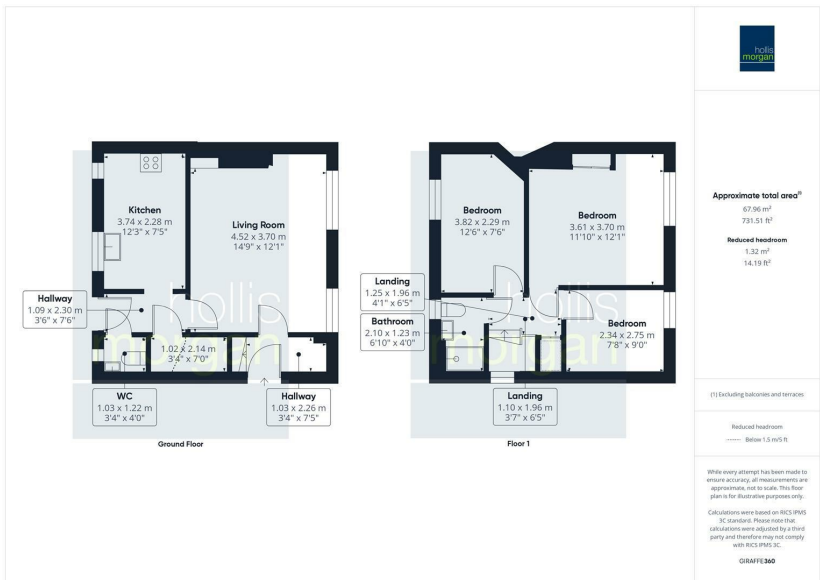 hollis
morgan
Kitchen
3.74 x 2.28 m
12'3" x 7'5"
Living Room
4.52 x 3.70 m
14'9" x 12'1"
Hallway
1.09 x 2.30 m
3'6" x 7'6"
1.02 x 2.14 m
3'4" x 7'0"
WC
1.03 x 1.22 m
3'4" x 4'0"
Hallway
1.03 x 2.26 m
3'4" x 7'5"
hollis
morgan
Ground Floor
Bedroom
3.82 x 2.29 m
12'6" x 7'6"
Bedroom
3.61 x 3.70 m
11'10" x 12'1"
Landing
1.25 x 1.96 m
4'1" x 6'5"
Bathroom
2.10 x 1.23 m
6'10" x 4'0"
Bedroom
2.34 x 2.75 m
7'8" x 9'0"
Landing
1.10 x 1.96 m
3'7" x 6'5"
hollis
morgan
Floor 1
Approximate total area⁽¹⁾
67.96 m²
731.51 ft²
Reduced headroom
1.32 m²
14.19 ft²
(1) Excluding balconies and terraces
Reduced headroom
------ Below 1.5 m/5 ft
While every attempt has been made to
ensure accuracy, all measurements are
approximate, not to scale. This floor
plan is for illustrative purposes only.
Calculations were based on RICS IPMS
3C standard. Please note that
calculations were adjusted by a third
party and therefore may not comply
with RICS IPMS 3C.
GIRAFFE360